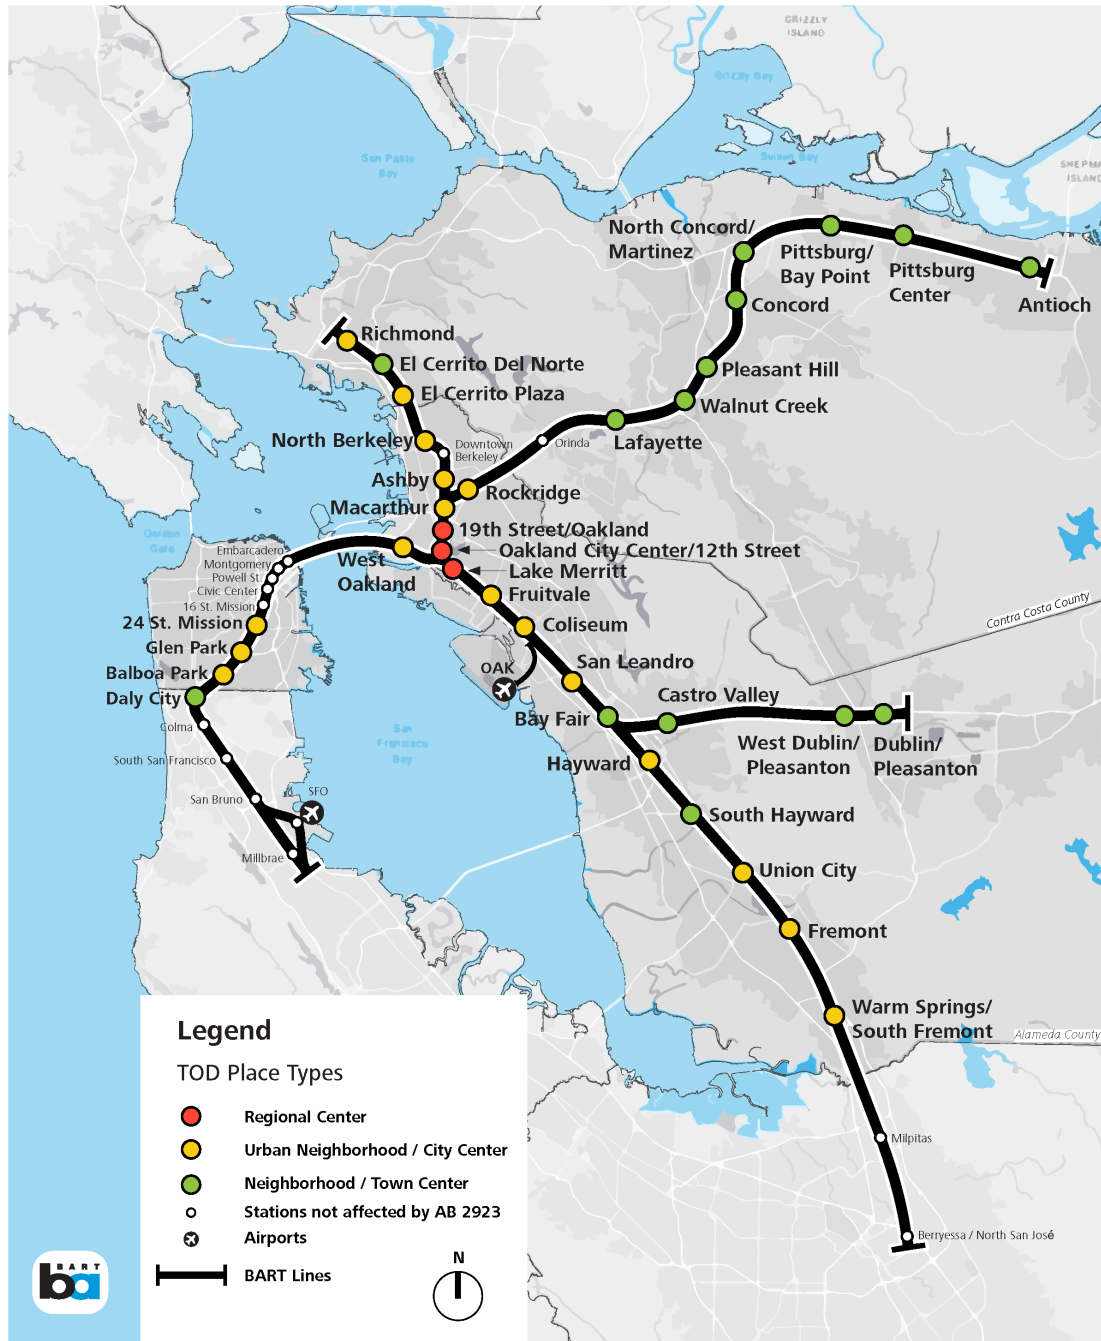 GRIZZLY
ISLAND
Grizzly Bay
San Pablo
Bay
Suisun Bay
ISLAND
North Concord/
Martinez
Pittsburg/
Bay Point
Pittsburg
Center
Antioch
Concord
Richmond
El Cerrito Del Norte
Pleasant Hill
El Cerrito Plaza
Walnut Creek
North Berkeley
Downtown
Berkeley
Orinda
Lafayette
Ashby
Rockridge
Macarthur
19th Street/Oakland
Golden
Gate
Oakland City Center/12th Street
Embarcadero
Montgomery
West
Oakland
Lake Merritt
Powell St.
Civic Center
Fruitvale
16 St. Mission
Contra Costa County
24 St. Mission
Coliseum
Glen Park
San Leandro
OAK
Balboa Park
Daly City
Castro Valley
Bay Fair
Colma
San
Francisco
Bay
West Dublin/
Pleasanton
Dublin/
Pleasanton
South San Francisco
Hayward
San Bruno
SFO
South Hayward
Millbrae
Union City
Fremont
Warm Springs/
South Fremont
Alameda County
Milpitas
Berryessa / North San José
Legend
TOD Place Types
Regional Center
Urban Neighborhood / City Center
Neighborhood / Town Center
Stations not affected by AB 2923
Airports
BART Lines
N
BART
ba